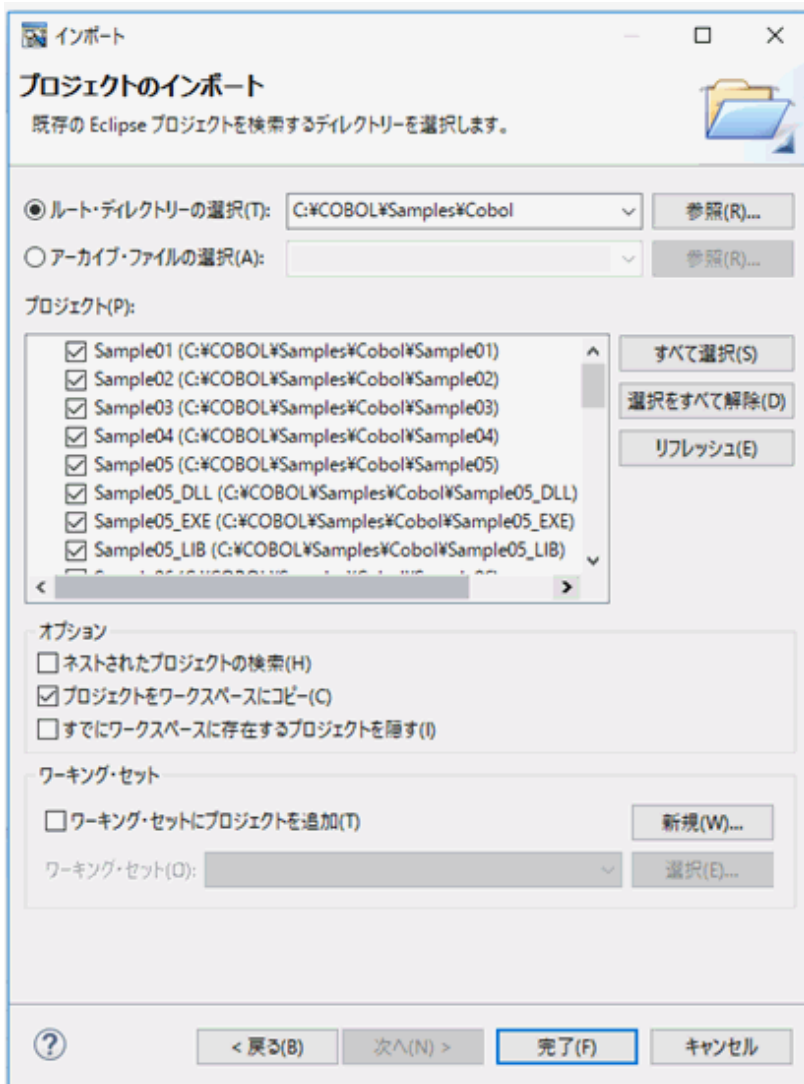 インポート
プロジェクトのインポート
既存の Eclipse プロジェクトを検索するディレクトリーを選択します。
ルート・ディレクトリーの選択(T): C:¥COBOL¥Samples¥Cobol 参照(R)...
アーカイブ・ファイルの選択(A): 参照(R)...
プロジェクト(P):
Sample01 (C:¥COBOL¥Samples¥Cobol¥Sample01)
Sample02 (C:¥COBOL¥Samples¥Cobol¥Sample02)
Sample03 (C:¥COBOL¥Samples¥Cobol¥Sample03)
Sample04 (C:¥COBOL¥Samples¥Cobol¥Sample04)
Sample05 (C:¥COBOL¥Samples¥Cobol¥Sample05)
Sample05_DLL (C:¥COBOL¥Samples¥Cobol¥Sample05_DLL)
Sample05_EXE (C:¥COBOL¥Samples¥Cobol¥Sample05_EXE)
Sample05_LIB (C:¥COBOL¥Samples¥Cobol¥Sample05_LIB)
すべて選択(S)
選択をすべて解除(D)
リフレッシュ(E)
オプション
ネストされたプロジェクトの検索(H)
プロジェクトをワークスペースにコピー(C)
すでにワークスペースに存在するプロジェクトを隠す(I)
ワーキング・セット
ワーキング・セットにプロジェクトを追加(T) 新規(W)...
ワーキング・セット(O): 選択(E)...
< 戻る(B) 次へ(N) > 完了(F) キャンセル